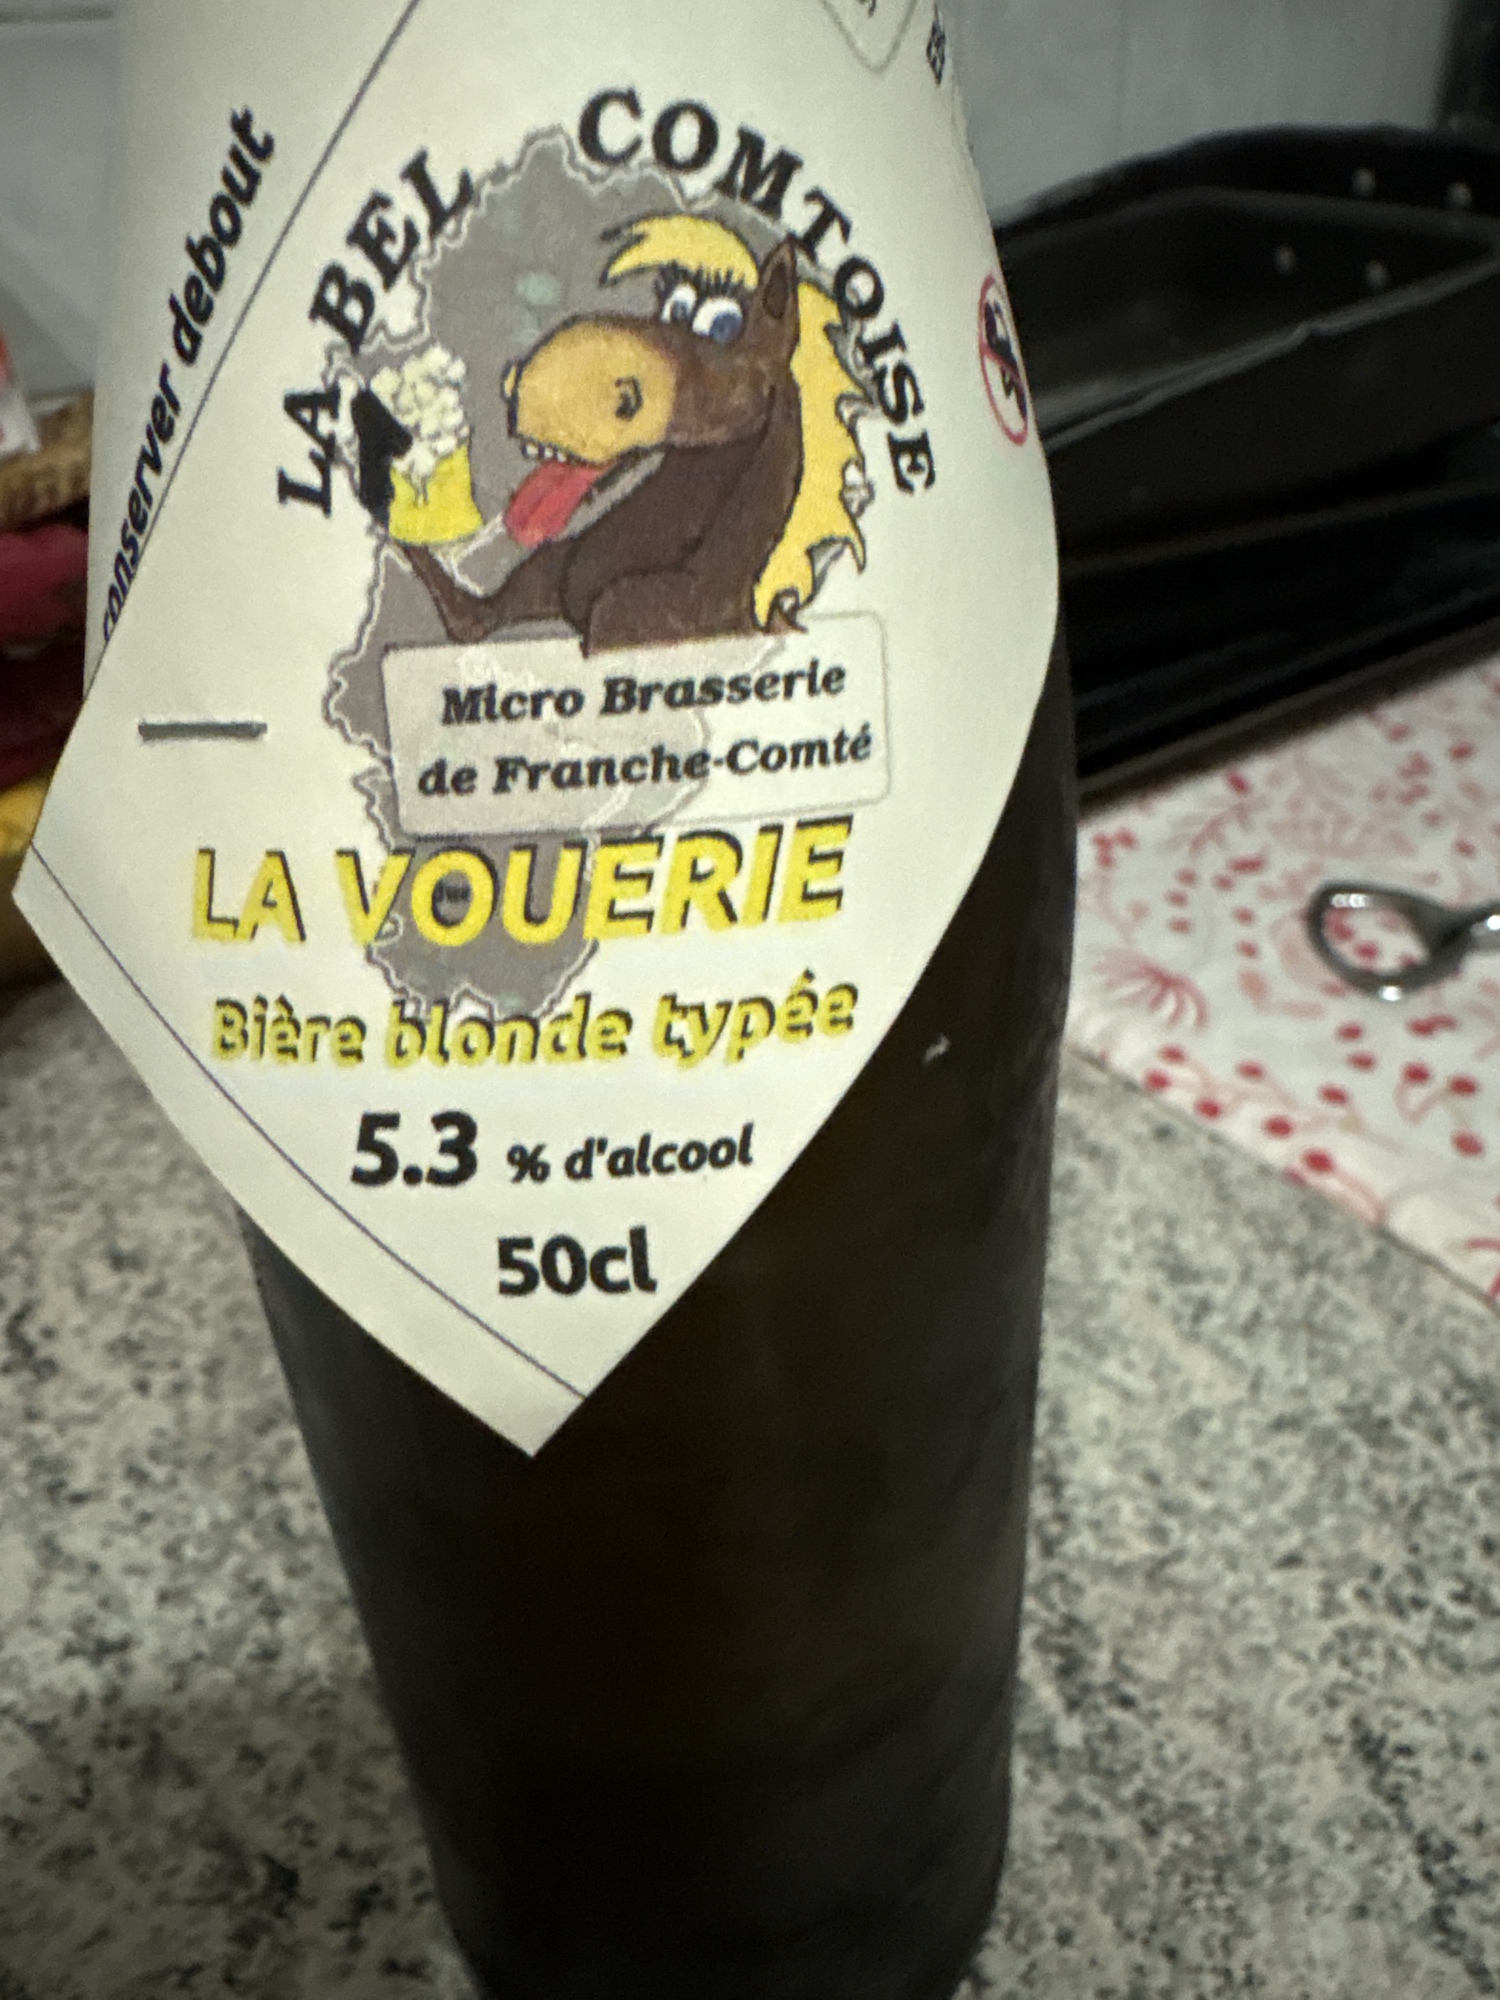 conserver debout
LA BEL COMTOISE
Micro Brasserie
de Franche-Comté
LA VOUERIE
Bière blonde typée
5.3 % d'alcool
50cl